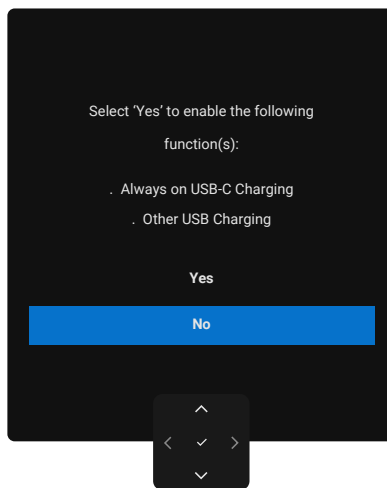 Select ‘Yes’ to enable the following
function(s):
. Always on USB-C Charging
. Other USB Charging
Yes
No